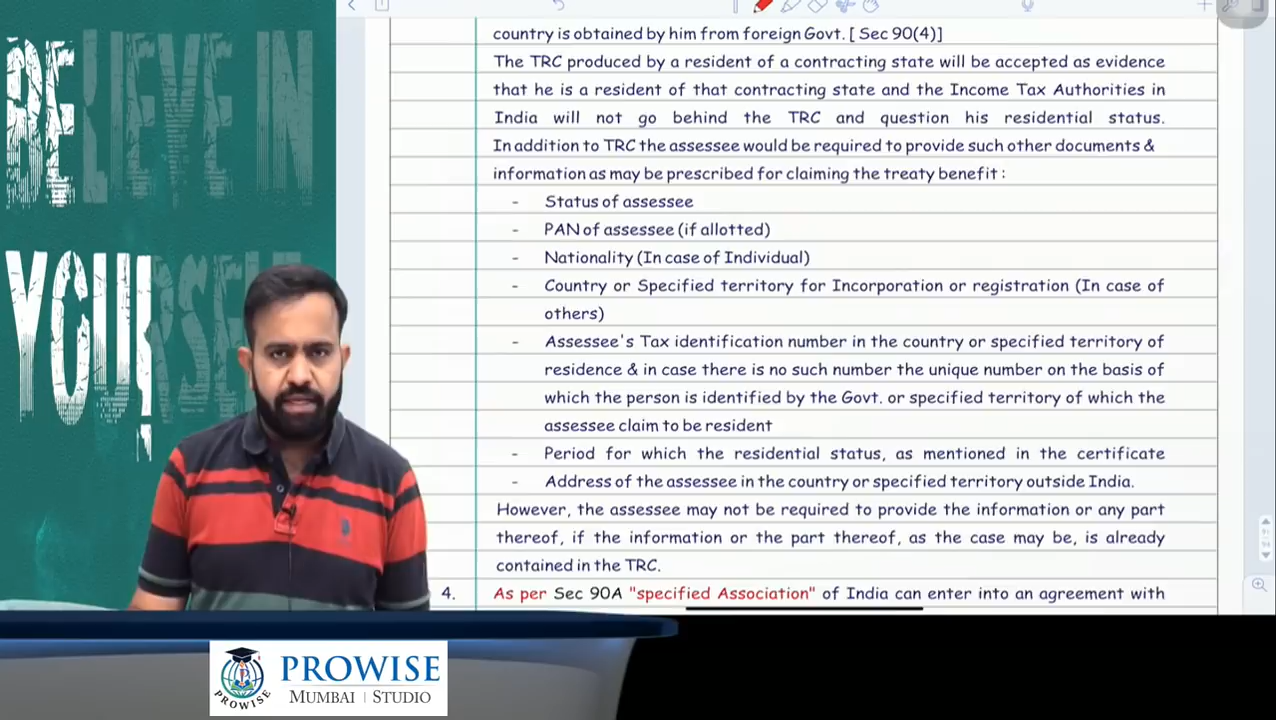 BELIEVE IN
YOURSELF
!
country is obtained by him from foreign Govt. [ Sec 90(4)]
The TRC produced by a resident of a contracting state will be accepted as evidence
that he is a resident of that contracting state and the Income Tax Authorities in
India will not go behind the TRC and question his residential status.
In addition to TRC the assessee would be required to provide such other documents &
information as may be prescribed for claiming the treaty benefit :
- Status of assessee
- PAN of assessee (if allotted)
- Nationality (In case of Individual)
- Country or Specified territory for Incorporation or registration (In case of
others)
- Assessee's Tax identification number in the country or specified territory of
residence & in case there is no such number the unique number on the basis of
which the person is identified by the Govt. or specified territory of which the
assessee claim to be resident
- Period for which the residential status, as mentioned in the certificate
- Address of the assessee in the country or specified territory outside India.
However, the assessee may not be required to provide the information or any part
thereof, if the information or the part thereof, as the case may be, is already
contained in the TRC.
4. As per Sec 90A "specified Association" of India can enter into an agreement with
PROWISE
PROWISE
MUMBAI | STUDIO